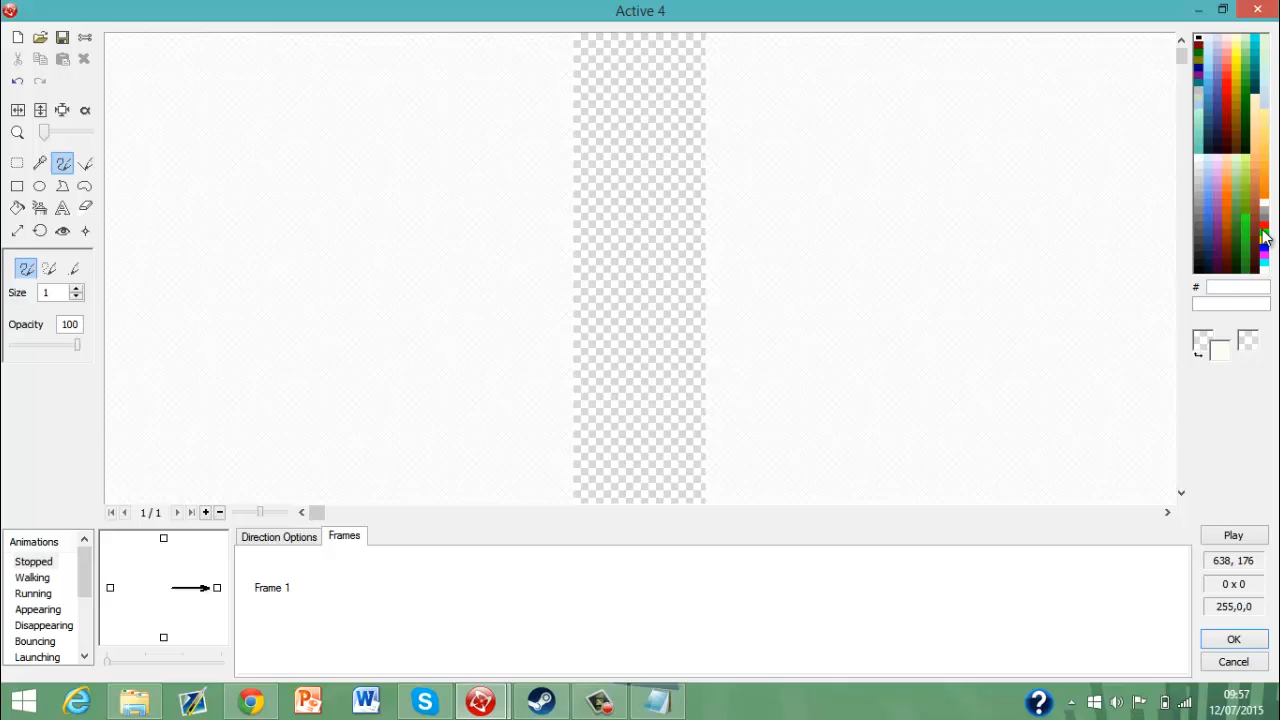 Active 4
Size 1
Opacity 100
#
1 / 1
Animations
Stopped
Walking
Running
Appearing
Disappearing
Bouncing
Launching
Direction Options Frames
Frame 1
Play
638, 176
0 x 0
255,0,0
OK
Cancel
09:57
12/07/2015